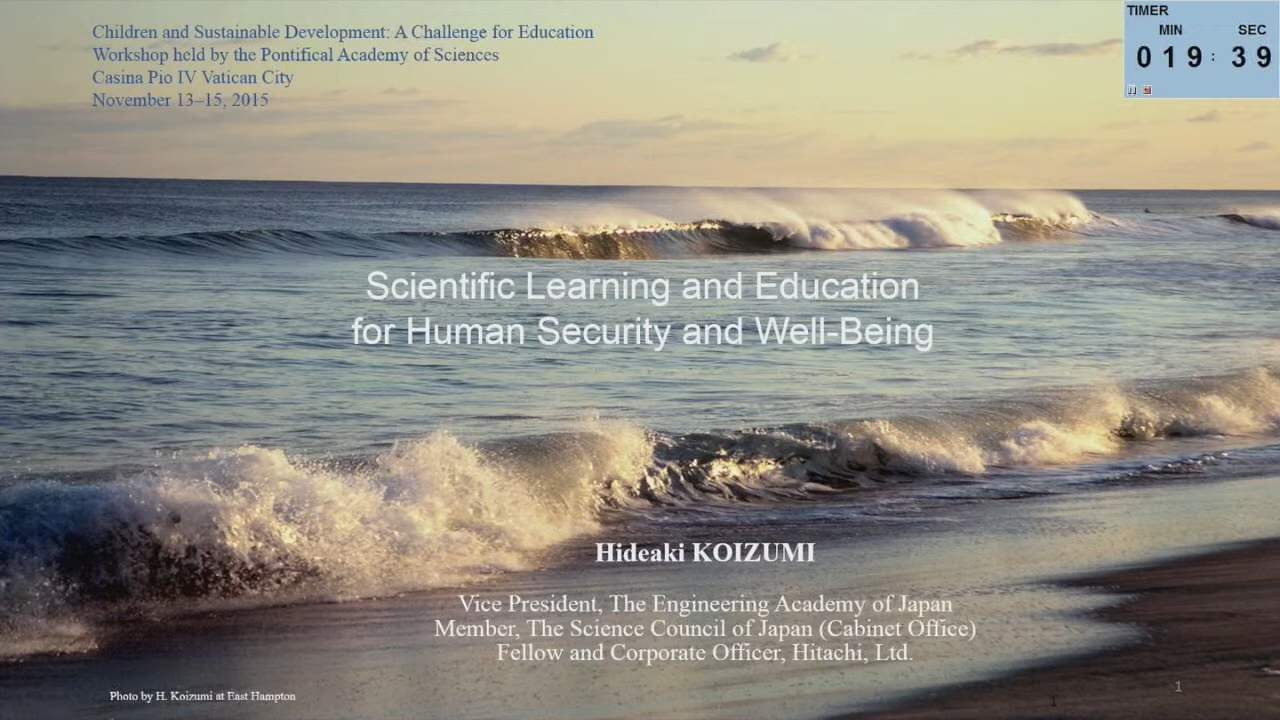 Children and Sustainable Development: A Challenge for Education
Workshop held by the Pontifical Academy of Sciences
Casina Pio IV Vatican City
November 13–15, 2015
TIMER
MIN SEC
019:39
Scientific Learning and Education
for Human Security and Well-Being
Hideaki KOIZUMI
Vice President, The Engineering Academy of Japan
Member, The Science Council of Japan (Cabinet Office)
Fellow and Corporate Officer, Hitachi, Ltd.
Photo by H. Koizumi at East Hampton
1
1